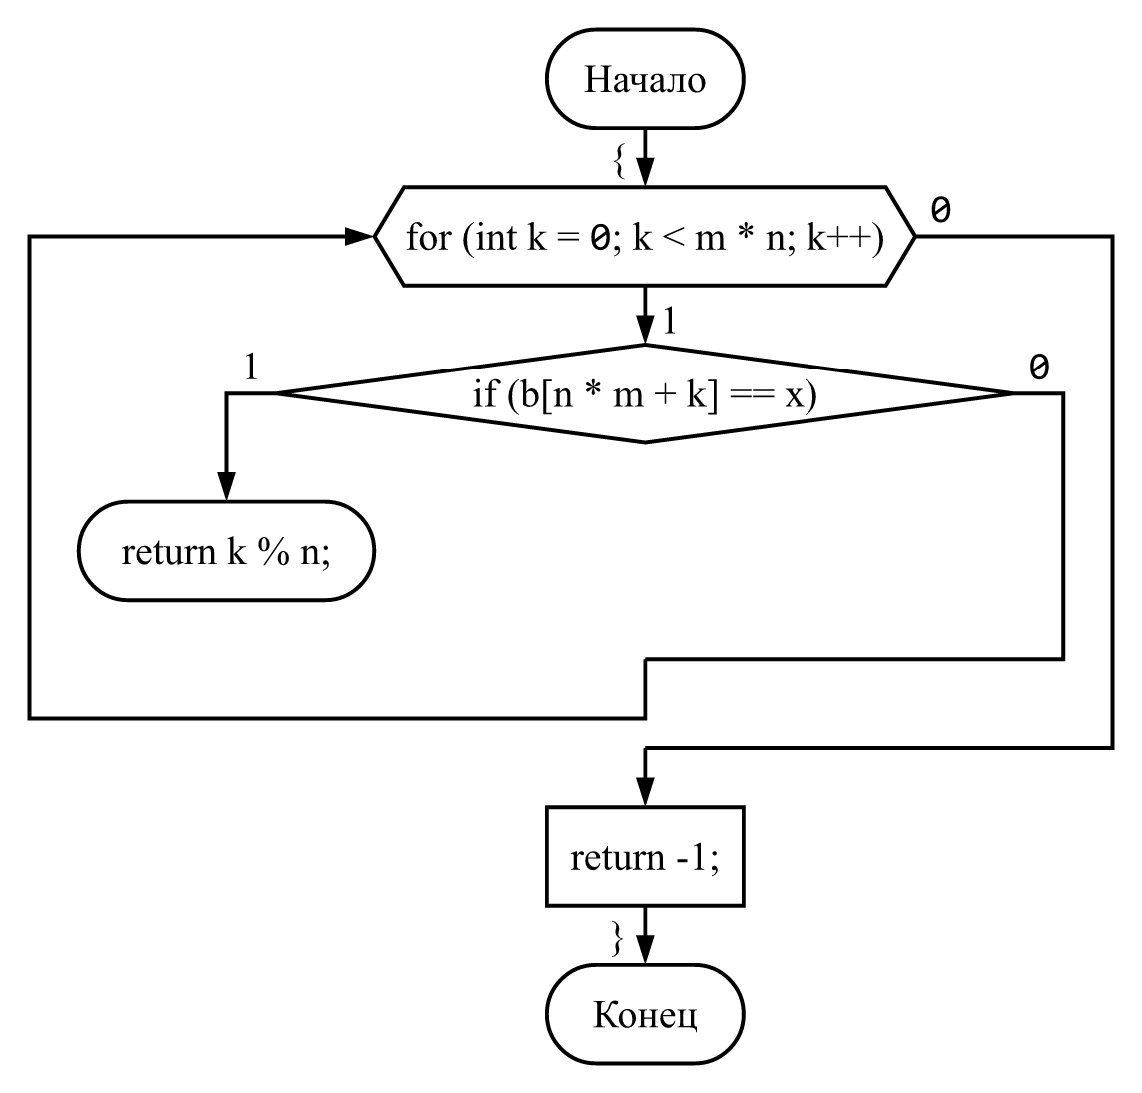 Начало
{
for (int k = 0; k < m * n; k++)
0
1
1
if (b[n * m + k] == x)
0
return k % n;
return -1;
}
Конец